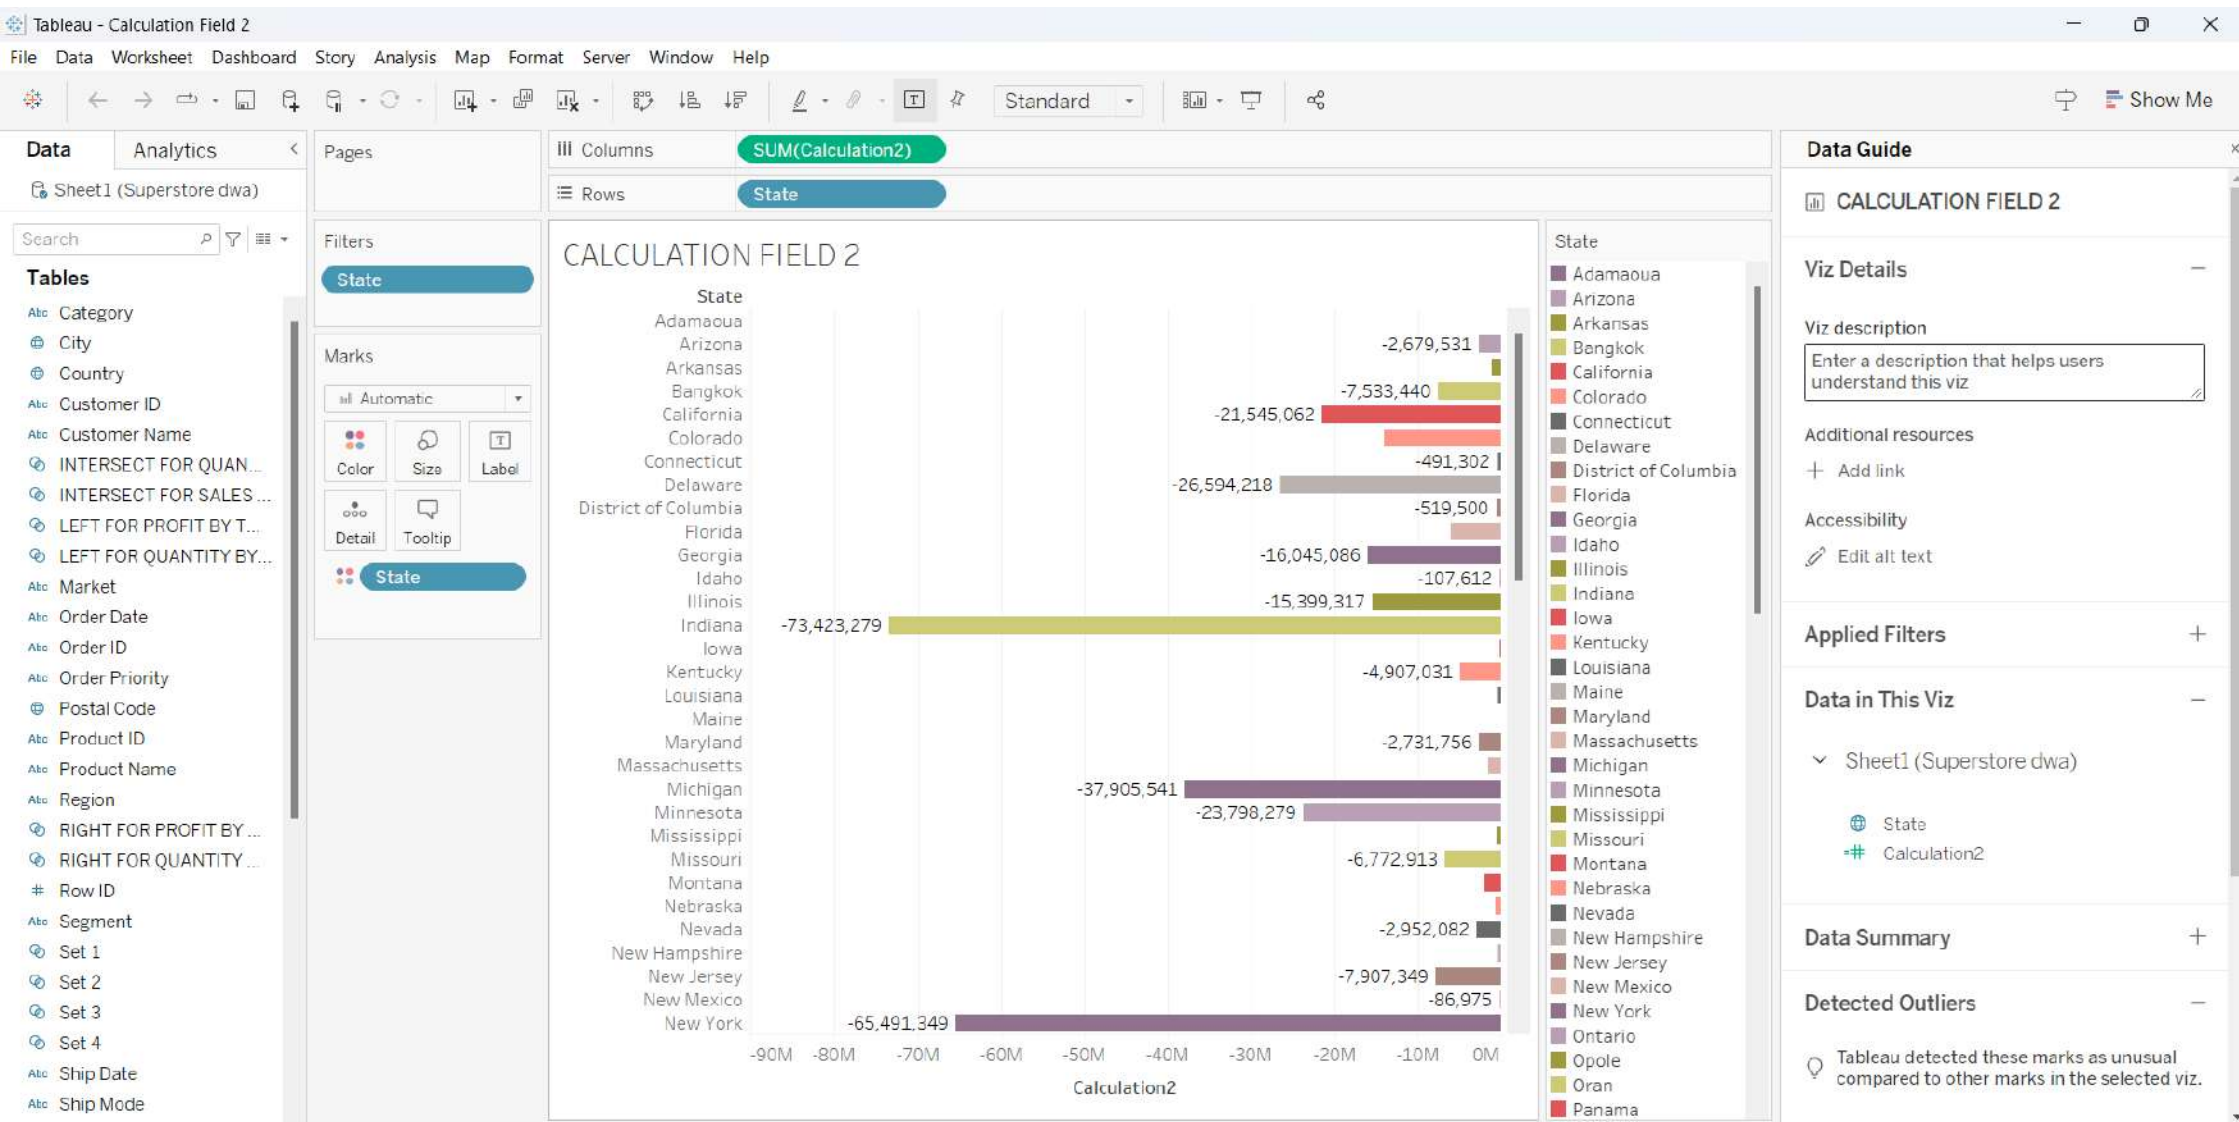 Tableau - Calculation Field 2
File Data Worksheet Dashboard Story Analysis Map Format Server Window Help
Standard
Show Me
Data
Analytics
Sheet1 (Superstore dwa)
Search
Tables
Abc Category
City
Country
Abc Customer ID
Abc Customer Name
INTERSECT FOR QUAN...
INTERSECT FOR SALES ...
LEFT FOR PROFIT BY T...
LEFT FOR QUANTITY BY...
Abc Market
Abc Order Date
Abc Order ID
Abc Order Priority
Postal Code
Abc Product ID
Abc Product Name
Abc Region
RIGHT FOR PROFIT BY ...
RIGHT FOR QUANTITY ...
# Row ID
Abc Segment
Set 1
Set 2
Set 3
Set 4
Abc Ship Date
Abc Ship Mode
Pages
Filters
State
Marks
Automatic
Color
Size
Label
Detail
Tooltip
State
Columns
SUM(Calculation2)
Rows
State
CALCULATION FIELD 2
State
Adamaoua
Arizona -2,679,531
Arkansas
Bangkok -7,533,440
California -21,545,062
Colorado
Connecticut -491,302
Delaware -26,594,218
District of Columbia -519,500
Florida
Georgia -16,045,086
Idaho -107,612
Illinois -15,399,317
Indiana -73,423,279
Iowa
Kentucky -4,907,031
Louisiana
Maine
Maryland -2,731,756
Massachusetts
Michigan -37,905,541
Minnesota -23,798,279
Mississippi
Missouri -6,772,913
Montana
Nebraska
Nevada -2,952,082
New Hampshire
New Jersey -7,907,349
New Mexico -86,975
New York -65,491,349
-90M -80M -70M -60M -50M -40M -30M -20M -10M 0M
Calculation2
State
Adamaoua
Arizona
Arkansas
Bangkok
California
Colorado
Connecticut
Delaware
District of Columbia
Florida
Georgia
Idaho
Illinois
Indiana
Iowa
Kentucky
Louisiana
Maine
Maryland
Massachusetts
Michigan
Minnesota
Mississippi
Missouri
Montana
Nebraska
Nevada
New Hampshire
New Jersey
New Mexico
New York
Ontario
Opole
Oran
Panama
Data Guide
CALCULATION FIELD 2
Viz Details
Viz description
Enter a description that helps users
understand this viz
Additional resources
Add link
Accessibility
Edit alt text
Applied Filters
Data in This Viz
Sheet1 (Superstore dwa)
State
=# Calculation2
Data Summary
Detected Outliers
Tableau detected these marks as unusual
compared to other marks in the selected viz.